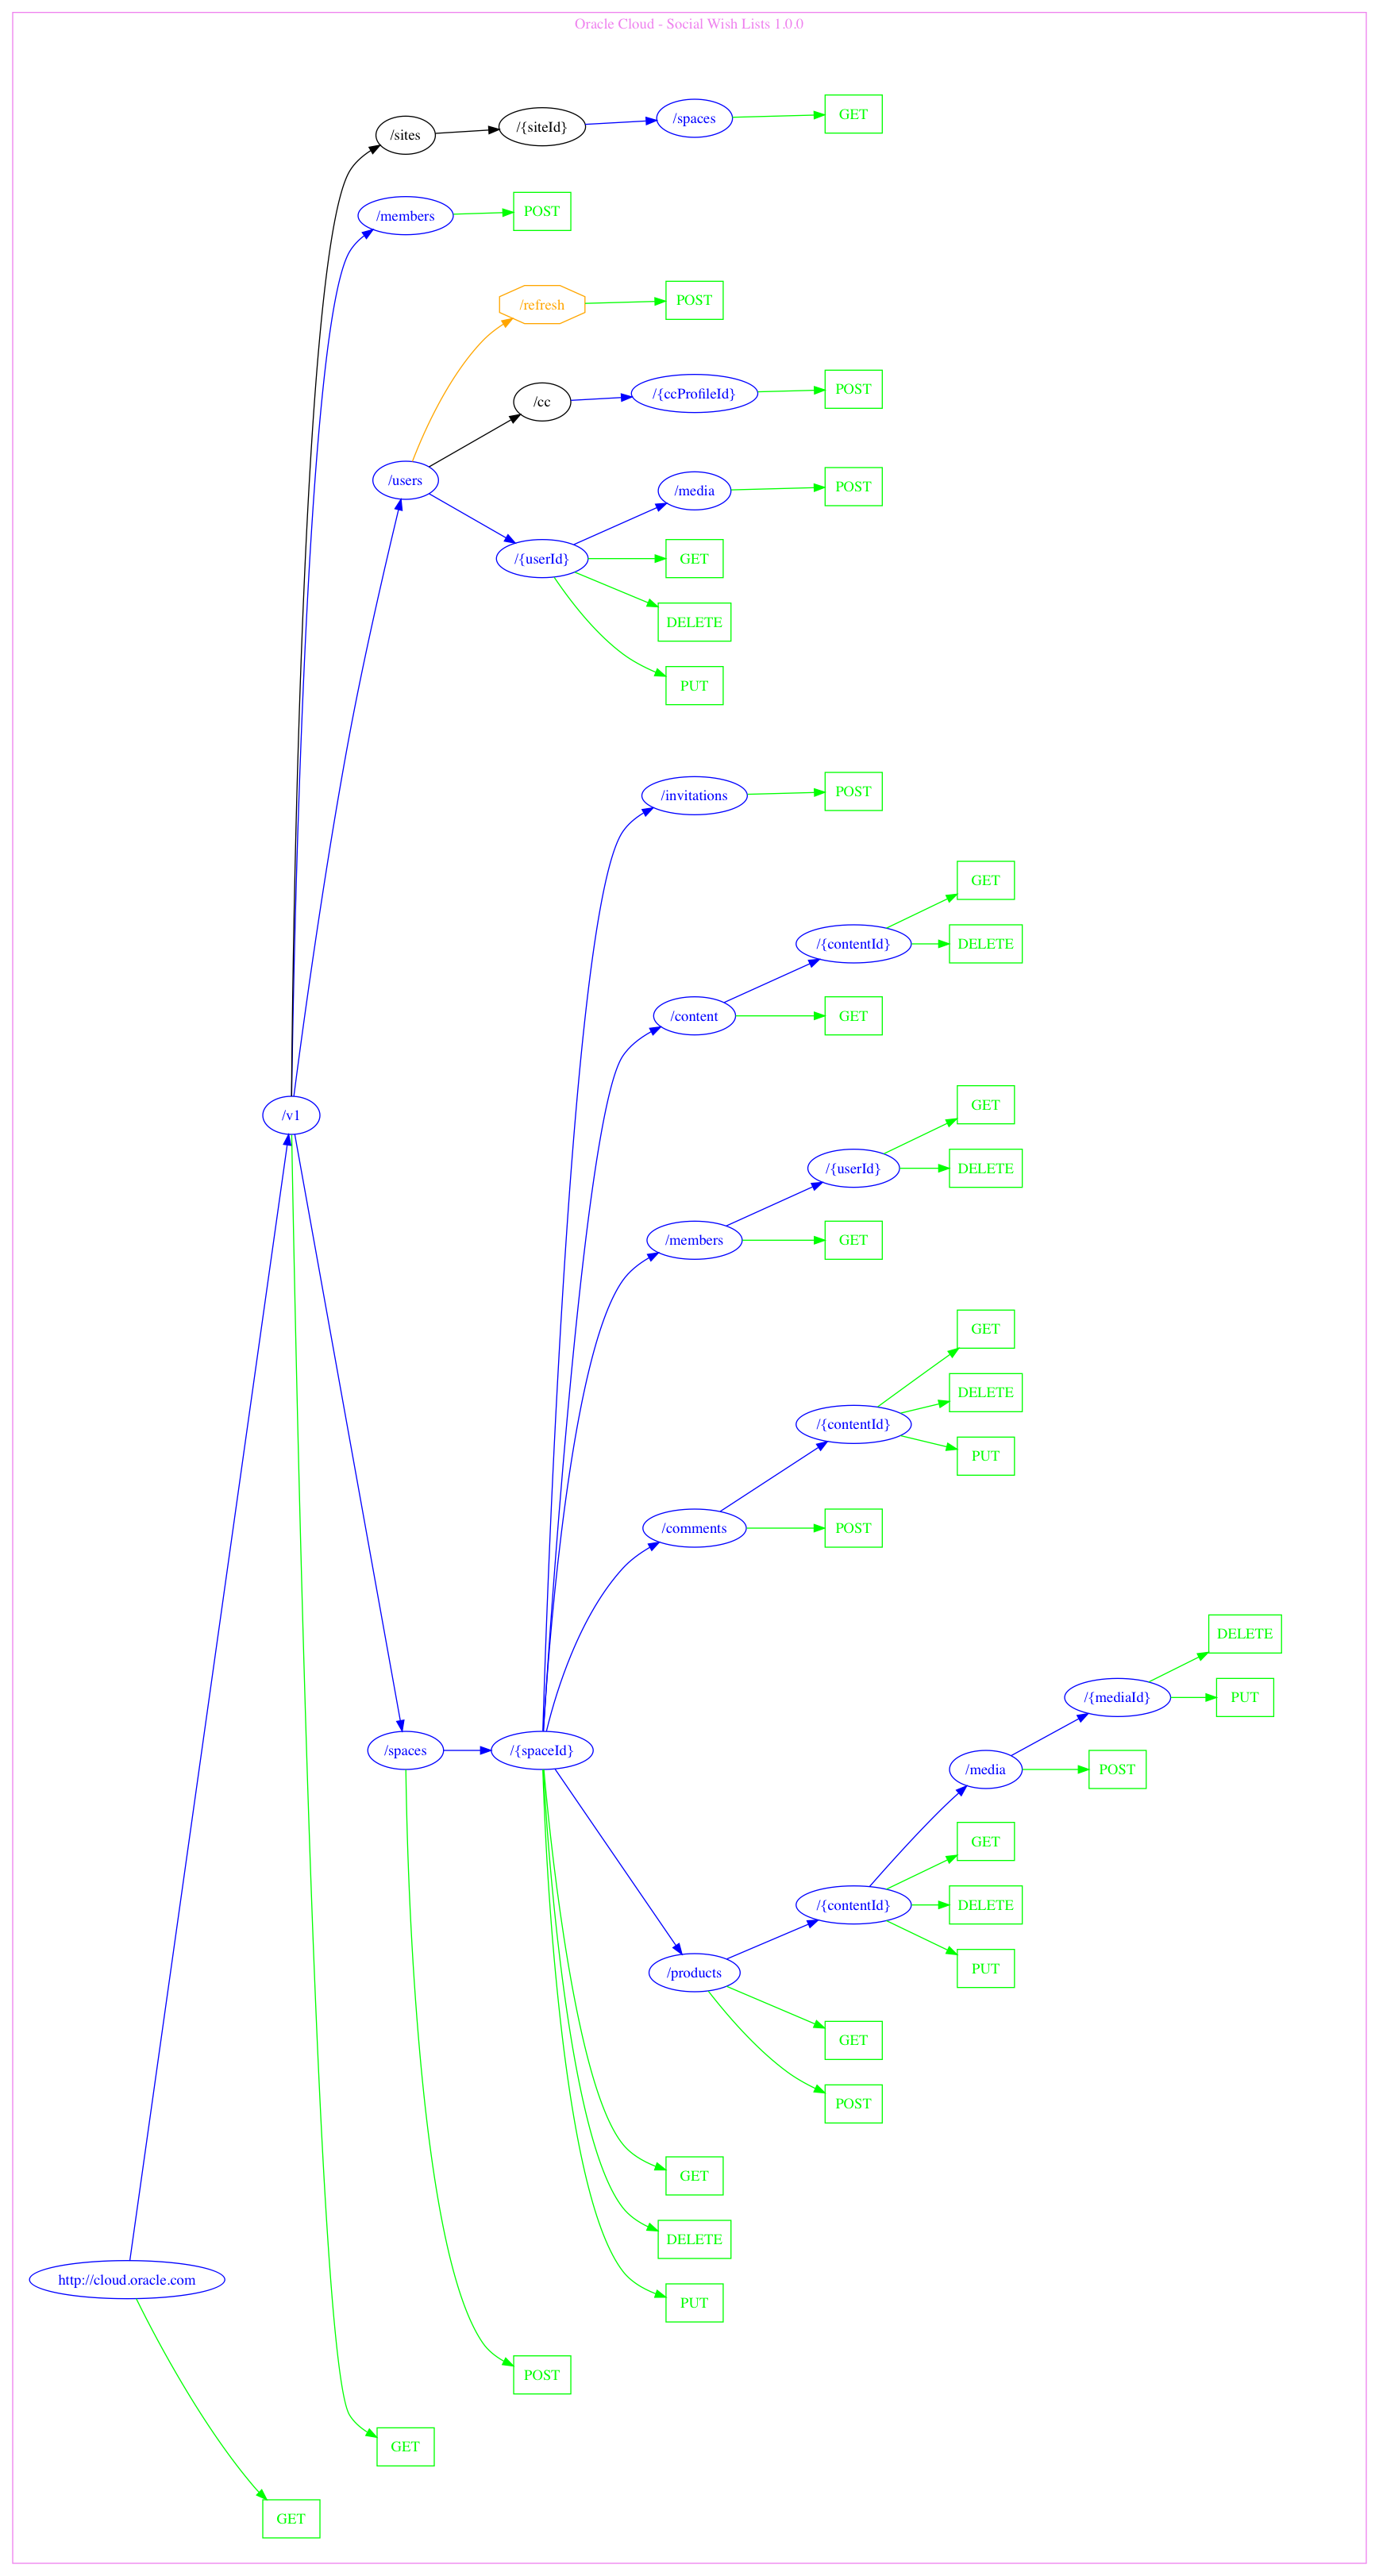 Oracle Cloud - Social Wish Lists 1.0.0
/sites
/{siteId}
/spaces
GET
/members
POST
/refresh
POST
/cc
/{ccProfileId}
POST
/users
/media
POST
/{userId}
GET
DELETE
PUT
/invitations
POST
GET
/{contentId}
DELETE
/content
GET
/v1
GET
/{userId}
DELETE
/members
GET
GET
DELETE
/{contentId}
PUT
/comments
POST
DELETE
/{mediaId}
PUT
/spaces
/{spaceId}
/media
POST
GET
/{contentId}
DELETE
PUT
/products
GET
POST
GET
DELETE
http://cloud.oracle.com
PUT
POST
GET
GET